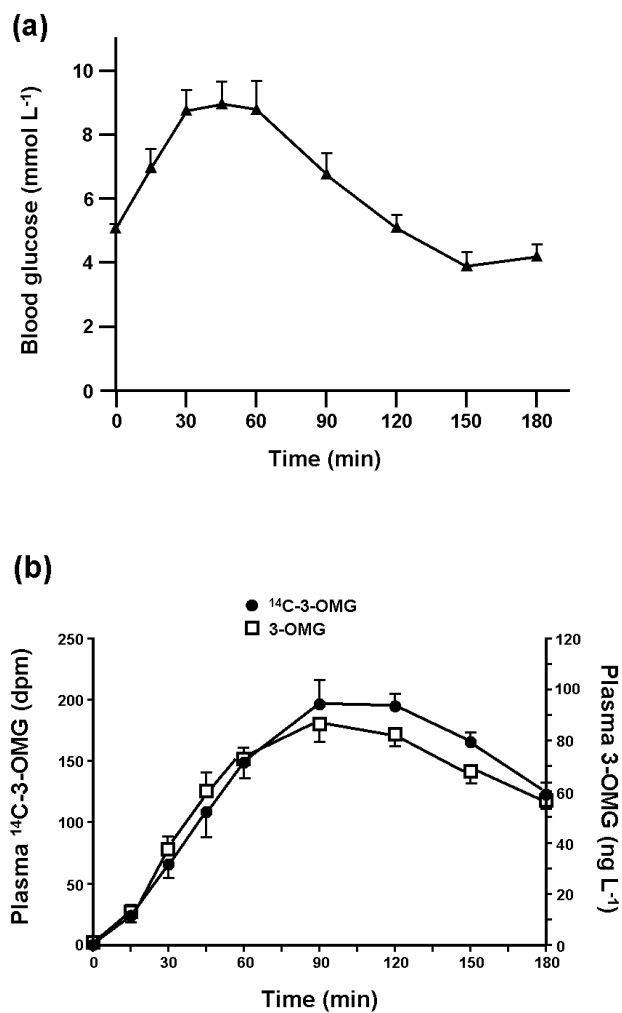 (a)
Blood glucose (mmol L-1)
10
8
6
4
2
0
0 30 60 90 120 150 180
Time (min)
(b)
14C-3-OMG
3-OMG
Plasma 14C-3-OMG (dpm)
250
200
150
100
50
0
120
100
80
60
40
20
0
Plasma 3-OMG (ng L-1)
0 30 60 90 120 150 180
Time (min)